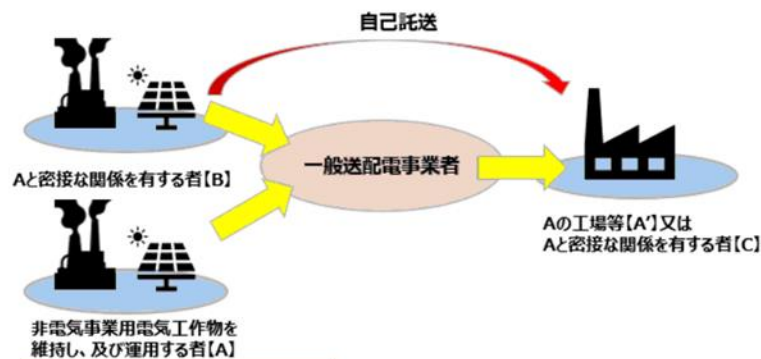 自己託送
Aと密接な関係を有する者【B】
一般送配電事業者
Aの工場等【A’】又は
Aと密接な関係を有する者【C】
非電気事業用電気工作物を
維持し、及び運用する者【A】